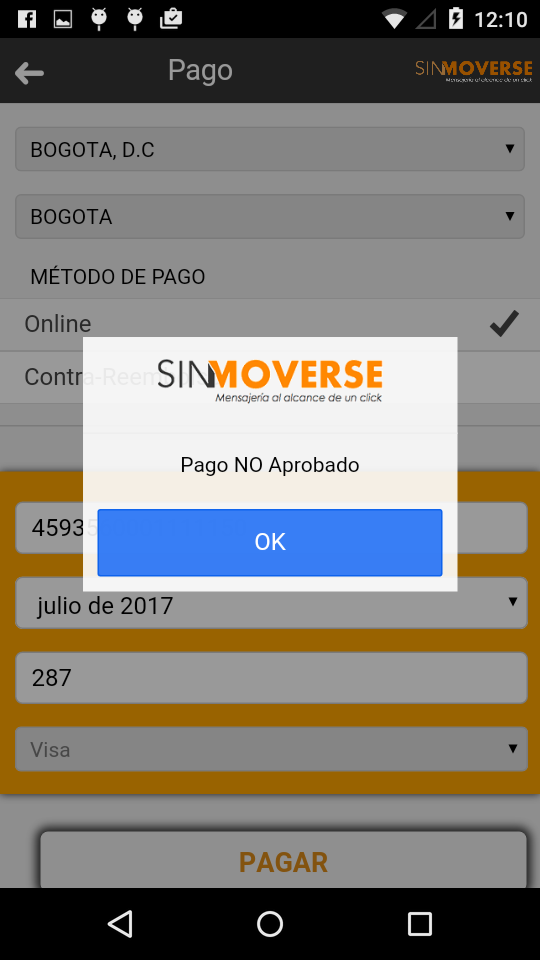 12:10
Pago
SINMOVERSE
Mensajería al alcance de un click
BOGOTA, D.C
BOGOTA
MÉTODO DE PAGO
Online
Contra-Reem
SINMOVERSE
Mensajería al alcance de un click
Pago NO Aprobado
45935
OK
julio de 2017
287
Visa
PAGAR